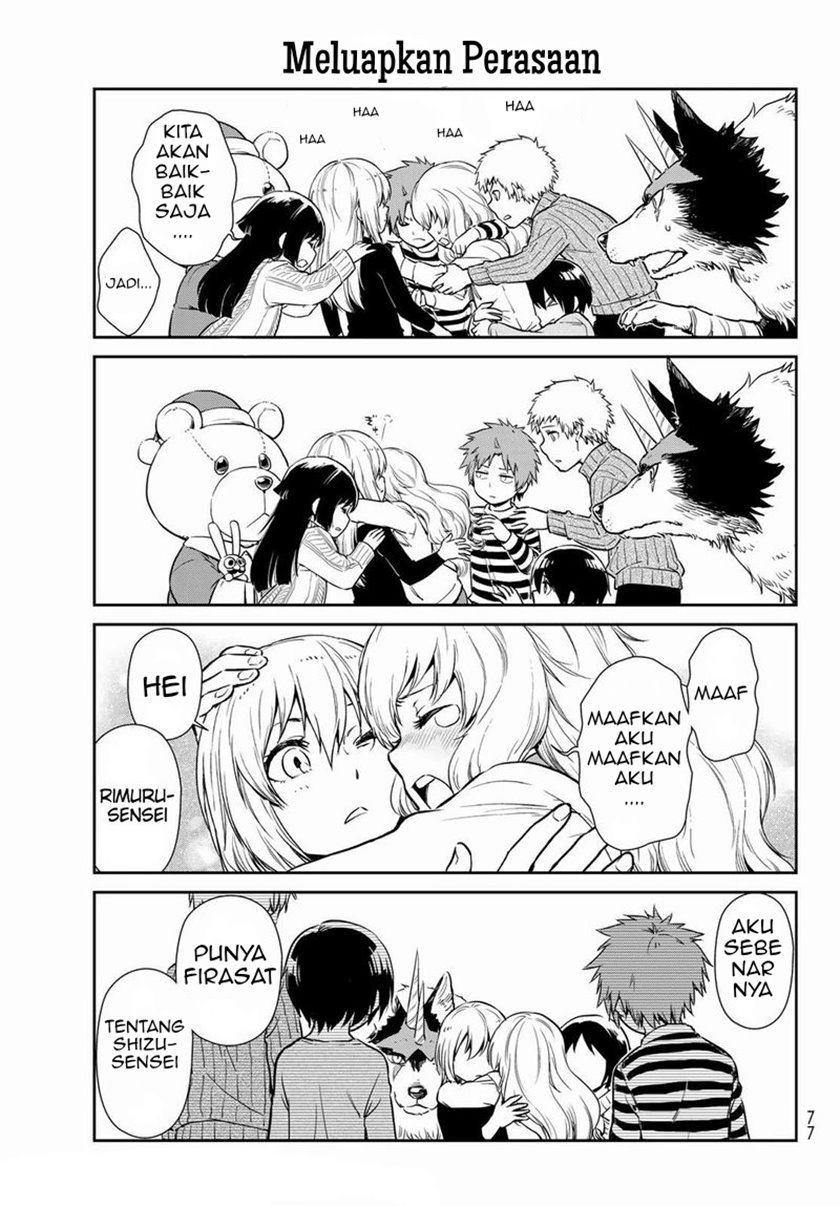 Meluapkan Perasaan
HAA
HAA
HAA
HAA
KITA
AKAN
BAIK-
BAIK
SAJA
....
JADI...
MAAF
MAAFKAN
AKU
MAAFKAN
AKU
....
HEI
RIMURU-
SENSEI
AKU
SEBE
NAR
NYA
PUNYA
FIRASAT
TENTANG
SHIZU-
SENSEI
77